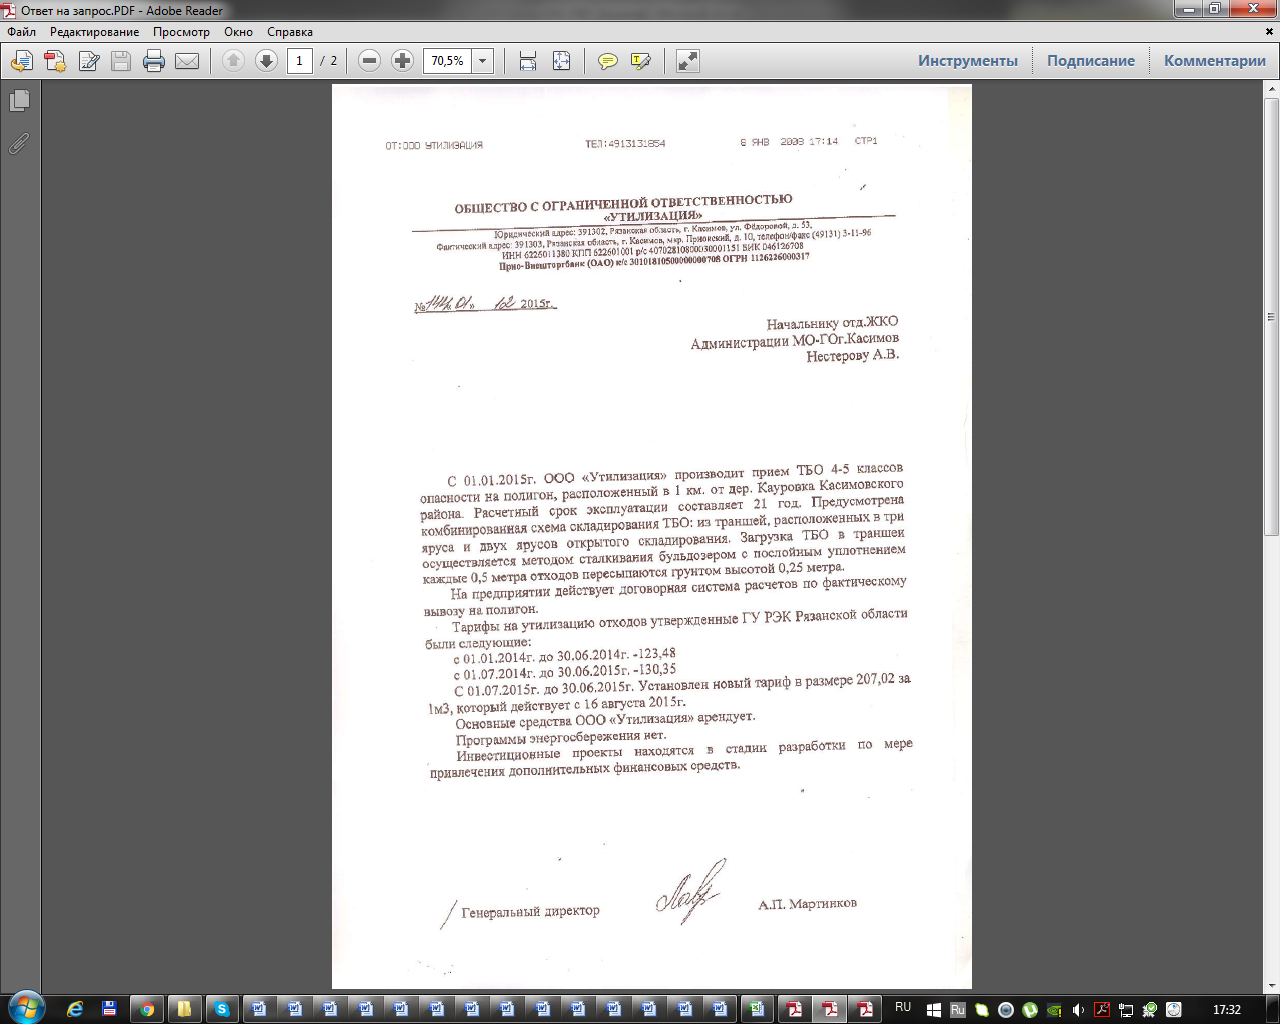 Ответ на запрос.PDF - Adobe Reader
Файл Редактирование Просмотр Окно Справка
1 / 2 70,5% Инструменты Подписание Комментарии
ОТ:ООО УТИЛИЗАЦИЯ ТЕЛ:4913131854 8 ЯНВ 2003 17:14 СТР1
ОБЩЕСТВО С ОГРАНИЧЕННОЙ ОТВЕТСТВЕННОСТЬЮ
«УТИЛИЗАЦИЯ»
Юридический адрес: 391302, Рязанская область, г. Касимов, ул. Фёдоровой, д. 53,
Фактический адрес: 391303, Рязанская область, г. Касимов, мкр. Приокский, д. 10, телефон/факс (49131) 3-11-96
ИНН 6226011380 КПП 622601001 р/с 40702810800030001151 БИК 046126708
Прио-Внешторгбанк (ОАО) к/с 30101810500000000708 ОГРН 1126226000317
№ 01» 12 2015г.
Начальнику отд.ЖКО
Администрации МО-ГОг.Касимов
Нестерову А.В.
С 01.01.2015г. ООО «Утилизация» производит прием ТБО 4-5 классов
опасности на полигон, расположенный в 1 км. от дер. Кауровка Касимовского
района. Расчетный срок эксплуатации составляет 21 год. Предусмотрена
комбинированная схема складирования ТБО: из траншей, расположенных в три
яруса и двух ярусов открытого складирования. Загрузка ТБО в траншеи
осуществляется методом сталкивания бульдозером с послойным уплотнением
каждые 0,5 метра отходов пересыпаются грунтом высотой 0,25 метра.
На предприятии действует договорная система расчетов по фактическому
вывозу на полигон.
Тарифы на утилизацию отходов утвержденные ГУ РЭК Рязанской области
были следующие:
с 01.01.2014г. до 30.06.2014г. -123,48
с 01.07.2014г. до 30.06.2015г. -130,35
С 01.07.2015г. до 30.06.2015г. Установлен новый тариф в размере 207,02 за
1м3, который действует с 16 августа 2015г.
Основные средства ООО «Утилизация» арендует.
Программы энергосбережения нет.
Инвестиционные проекты находятся в стадии разработки по мере
привлечения дополнительных финансовых средств.
Генеральный директор А.П. Мартинков
RU Ru 17:32